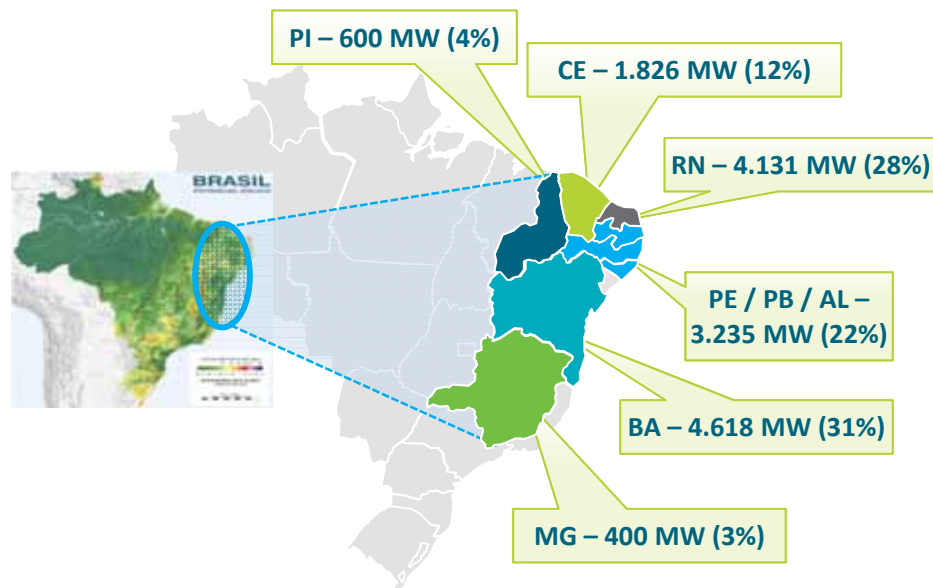 PI – 600 MW (4%)
CE – 1.826 MW (12%)
RN – 4.131 MW (28%)
BRASIL
PE / PB / AL –
3.235 MW (22%)
BA – 4.618 MW (31%)
MG – 400 MW (3%)